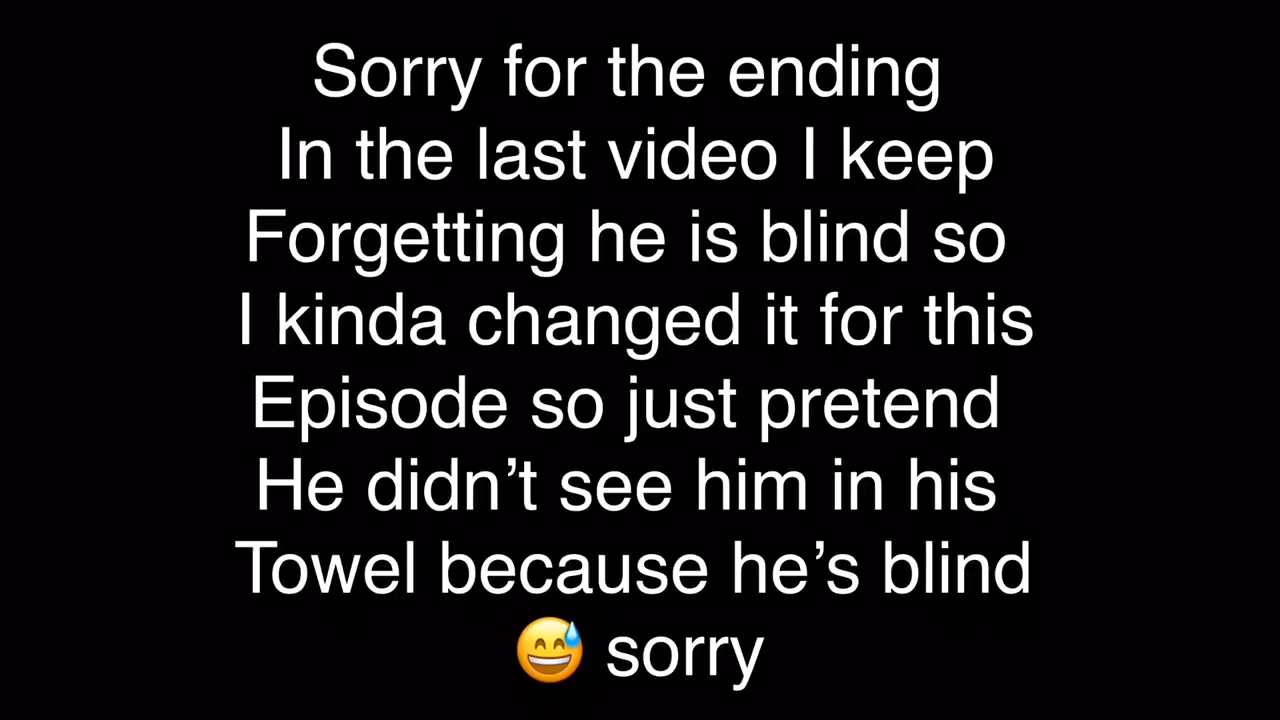 Sorry for the ending
In the last video I keep
Forgetting he is blind so
I kinda changed it for this
Episode so just pretend
He didn’t see him in his
Towel because he’s blind
😅 sorry